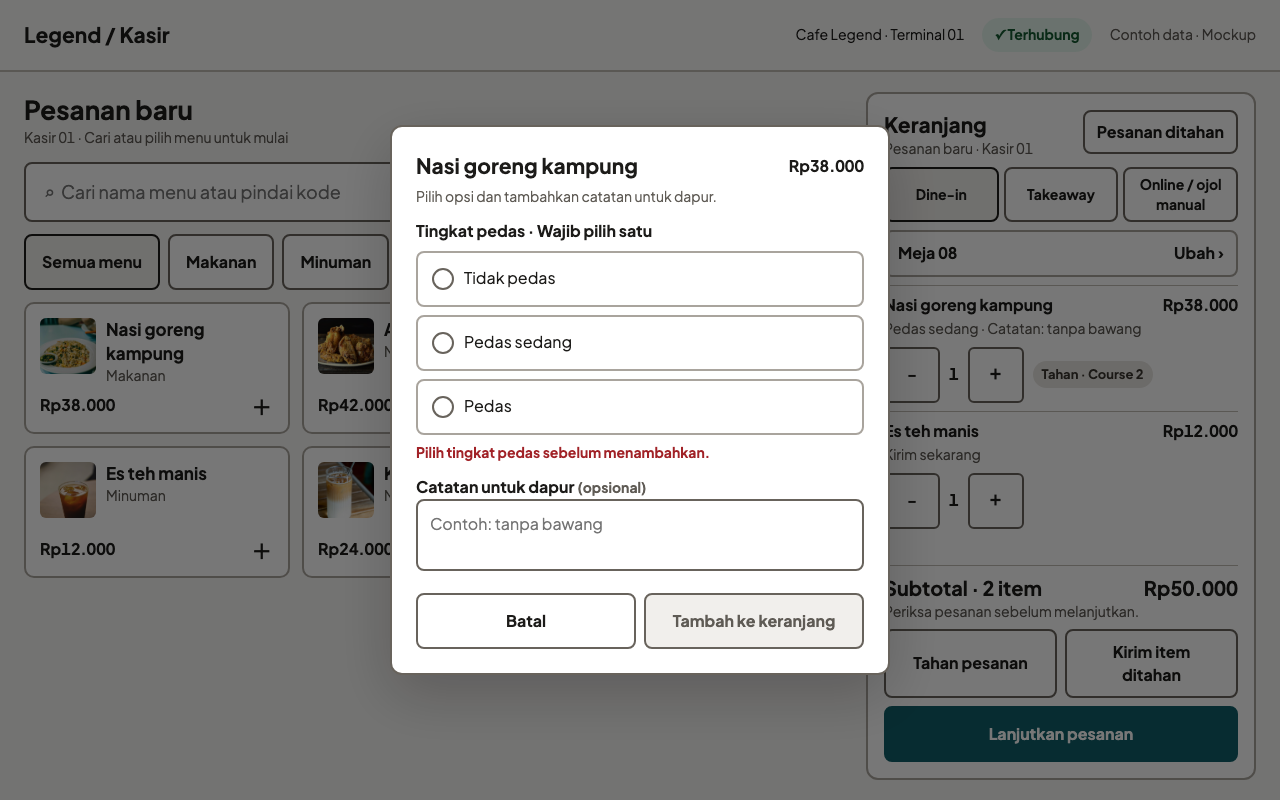 Legend / Kasir
Cafe Legend · Terminal 01
✓Terhubung
Contoh data · Mockup
Pesanan baru
Kasir 01 · Cari atau pilih menu untuk mulai
Cari nama menu atau pindai kode
Semua menu
Makanan
Minuman
Nasi goreng
kampung
Makanan
Rp38.000
+
Rp42.000
Es teh manis
Minuman
Rp12.000
+
Rp24.000
Nasi goreng kampung
Rp38.000
Pilih opsi dan tambahkan catatan untuk dapur.
Tingkat pedas · Wajib pilih satu
Tidak pedas
Pedas sedang
Pedas
Pilih tingkat pedas sebelum menambahkan.
Catatan untuk dapur (opsional)
Contoh: tanpa bawang
Batal
Tambah ke keranjang
Keranjang
Pesanan baru · Kasir 01
Pesanan ditahan
Dine-in
Takeaway
Online / ojol
manual
Meja 08
Ubah ›
Nasi goreng kampung
Rp38.000
Pedas sedang · Catatan: tanpa bawang
-
1
+
Tahan · Course 2
Es teh manis
Rp12.000
Kirim sekarang
-
1
+
Subtotal · 2 item
Rp50.000
Periksa pesanan sebelum melanjutkan.
Tahan pesanan
Kirim item
ditahan
Lanjutkan pesanan